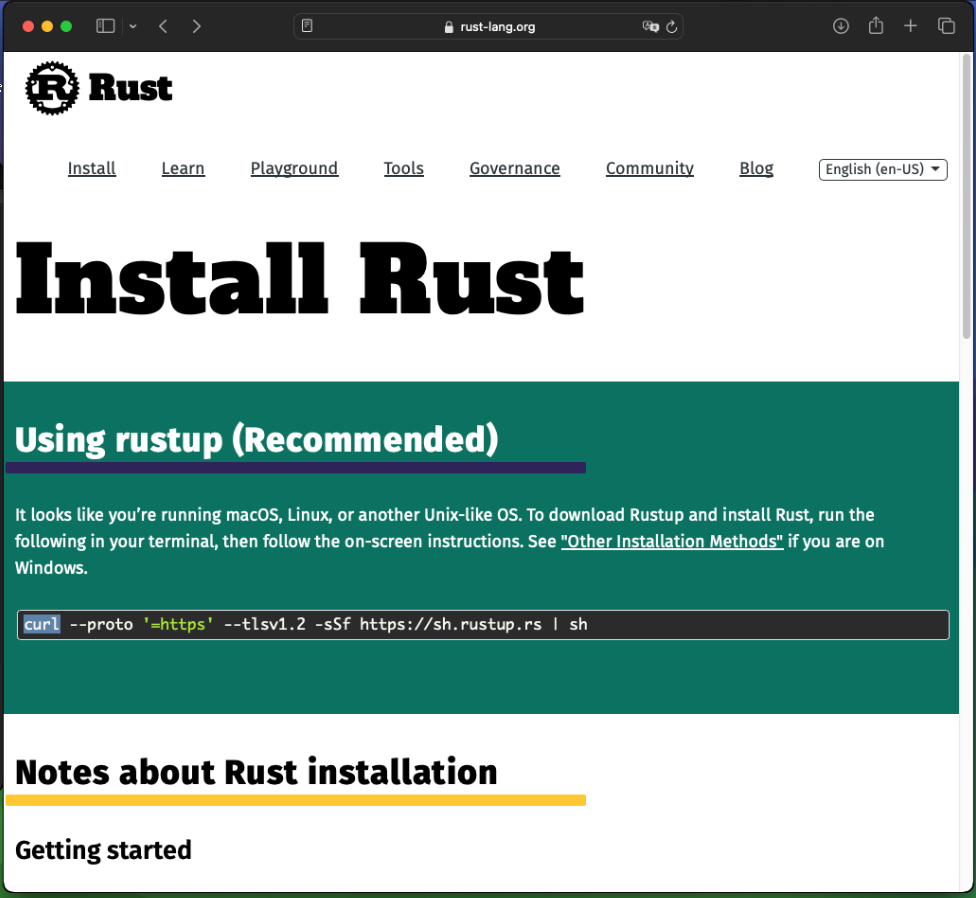 rust-lang.org
Rust
Install Learn Playground Tools Governance Community Blog English (en-US)
Install Rust
Using rustup (Recommended)
It looks like you’re running macOS, Linux, or another Unix-like OS. To download Rustup and install Rust, run the
following in your terminal, then follow the on-screen instructions. See "Other Installation Methods" if you are on
Windows.
curl --proto '=https' --tlsv1.2 -sSf https://sh.rustup.rs | sh
Notes about Rust installation
Getting started